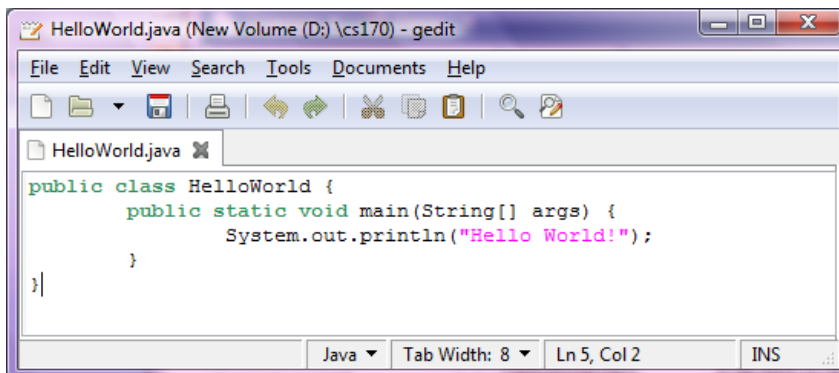 HelloWorld.java (New Volume (D:) \cs170) - gedit
File Edit View Search Tools Documents Help
HelloWorld.java
public class HelloWorld {
        public static void main(String[] args) {
                System.out.println("Hello World!");
        }
}
Java Tab Width: 8 Ln 5, Col 2 INS